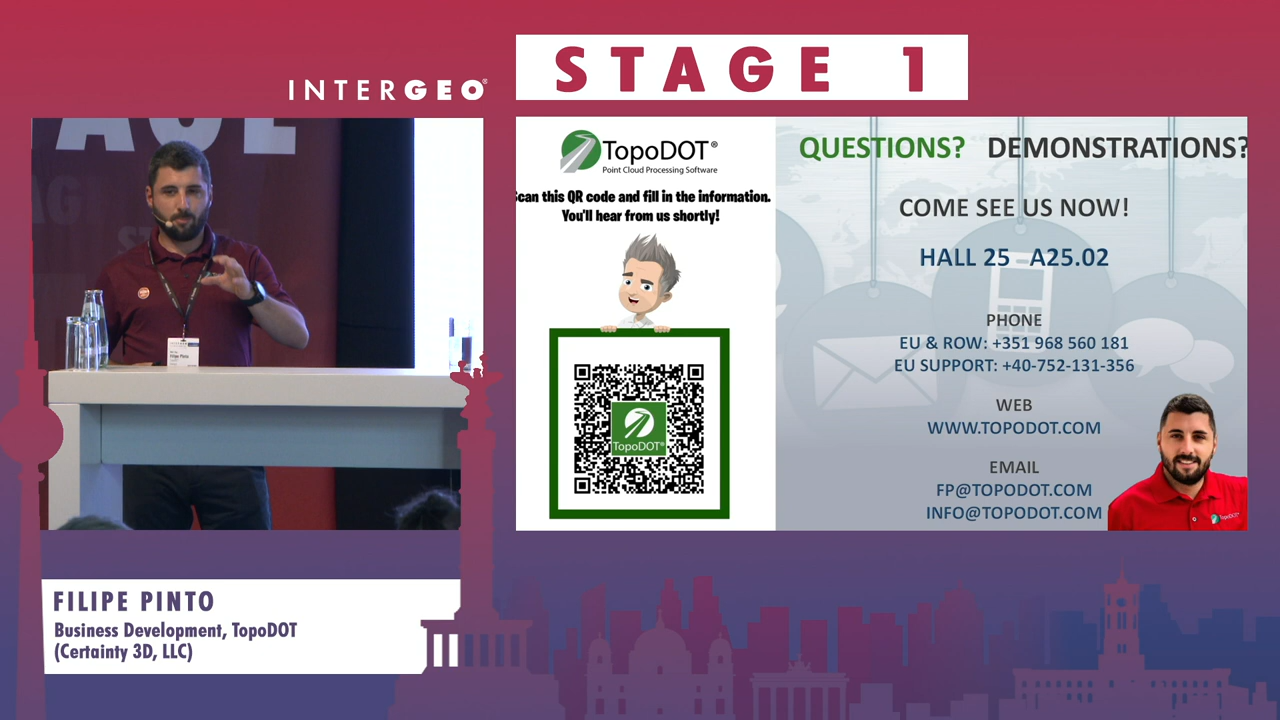 INTERGEO®
STAGE 1
TopoDOT®
Point Cloud Processing Software
Scan this QR code and fill in the information.
You'll hear from us shortly!
TopoDOT®
QUESTIONS? DEMONSTRATIONS?
COME SEE US NOW!
HALL 25 A25.02
PHONE
EU & ROW: +351 968 560 181
EU SUPPORT: +40-752-131-356
WEB
WWW.TOPODOT.COM
EMAIL
FP@TOPODOT.COM
INFO@TOPODOT.COM
TopoDOT
Filipe Pinto
FILIPE PINTO
Business Development, TopoDOT
(Certainty 3D, LLC)